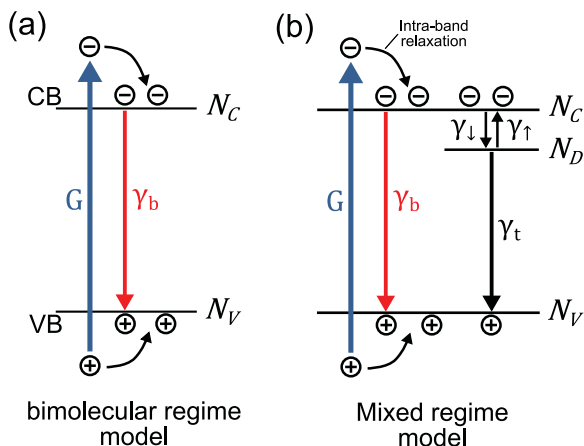 (a)
CB
N_C
G
γ_b
VB
N_V
bimolecular regime
model
(b)
Intra-band
relaxation
N_C
γ↓
γ↑
N_D
G
γ_b
γ_t
N_V
Mixed regime
model